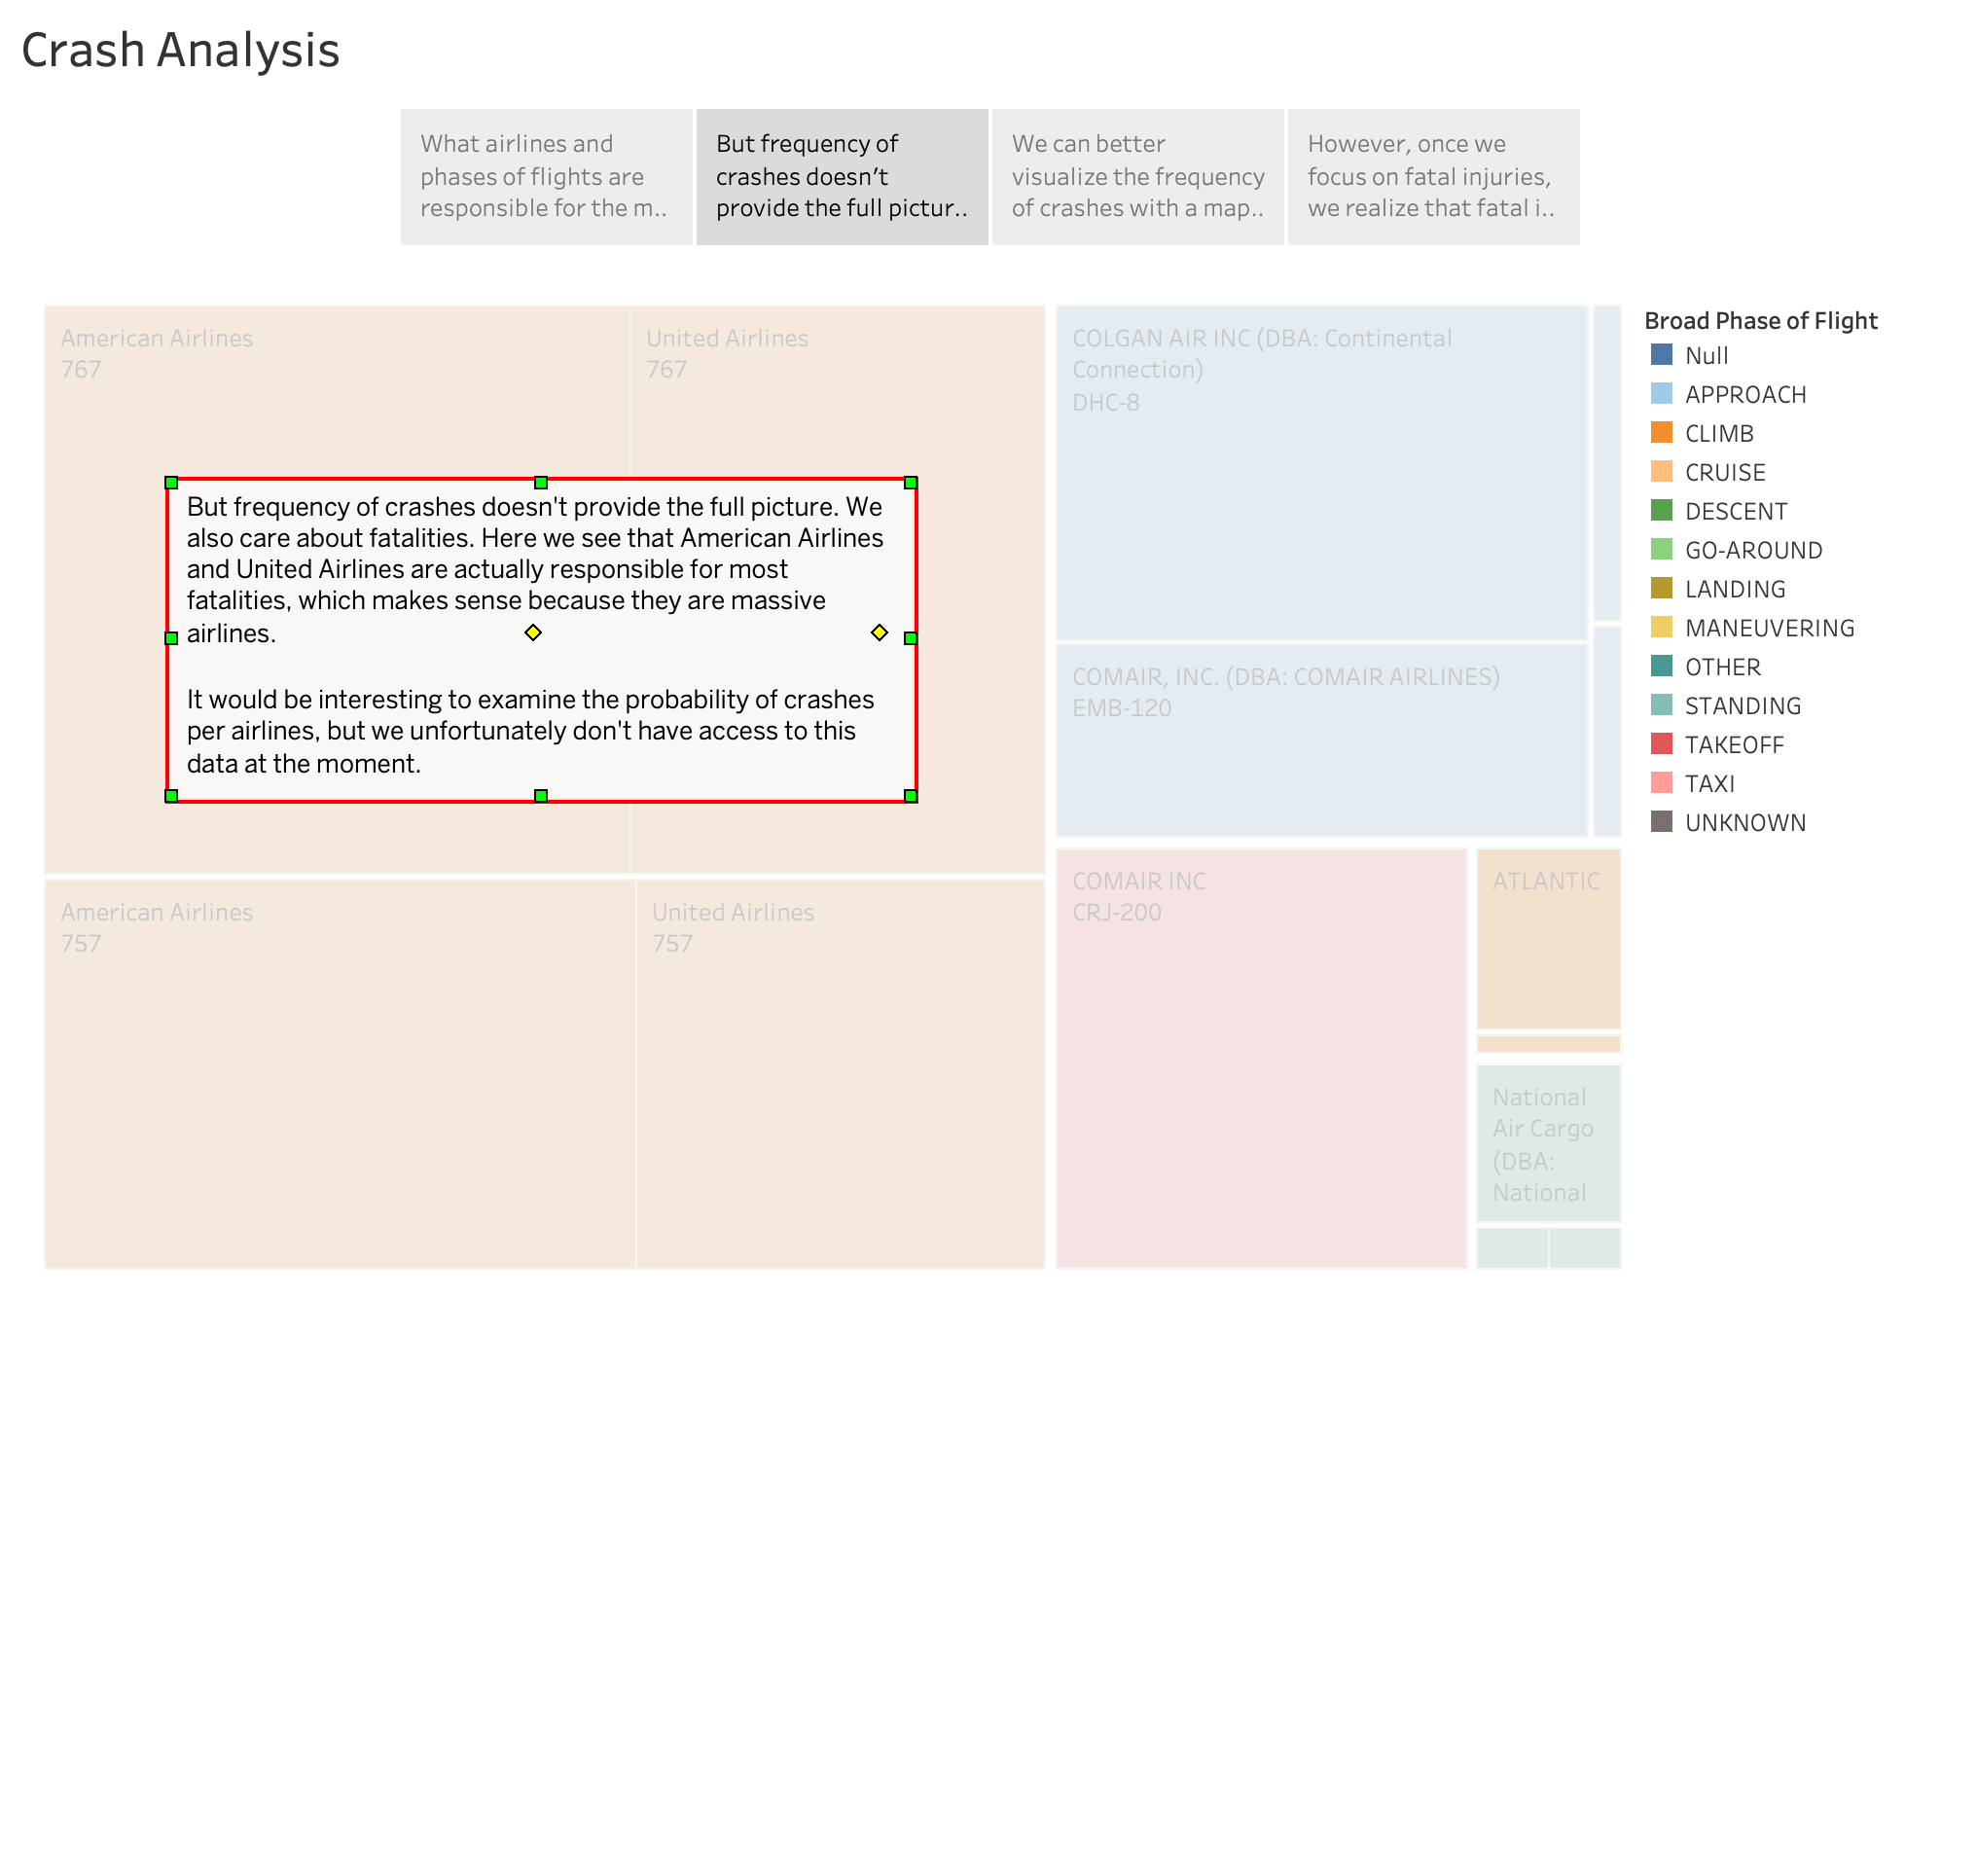 Crash Analysis
What airlines and
phases of flights are
responsible for the m..
But frequency of
crashes doesn’t
provide the full pictur..
We can better
visualize the frequency
of crashes with a map..
However, once we
focus on fatal injuries,
we realize that fatal i..
American Airlines
767
United Airlines
767
But frequency of crashes doesn't provide the full picture. We
also care about fatalities. Here we see that American Airlines
and United Airlines are actually responsible for most
fatalities, which makes sense because they are massive
airlines.
It would be interesting to examine the probability of crashes
per airlines, but we unfortunately don't have access to this
data at the moment.
American Airlines
757
United Airlines
757
COLGAN AIR INC (DBA: Continental
Connection)
DHC-8
COMAIR, INC. (DBA: COMAIR AIRLINES)
EMB-120
COMAIR INC
CRJ-200
ATLANTIC
National
Air Cargo
(DBA:
National
Broad Phase of Flight
Null
APPROACH
CLIMB
CRUISE
DESCENT
GO-AROUND
LANDING
MANEUVERING
OTHER
STANDING
TAKEOFF
TAXI
UNKNOWN